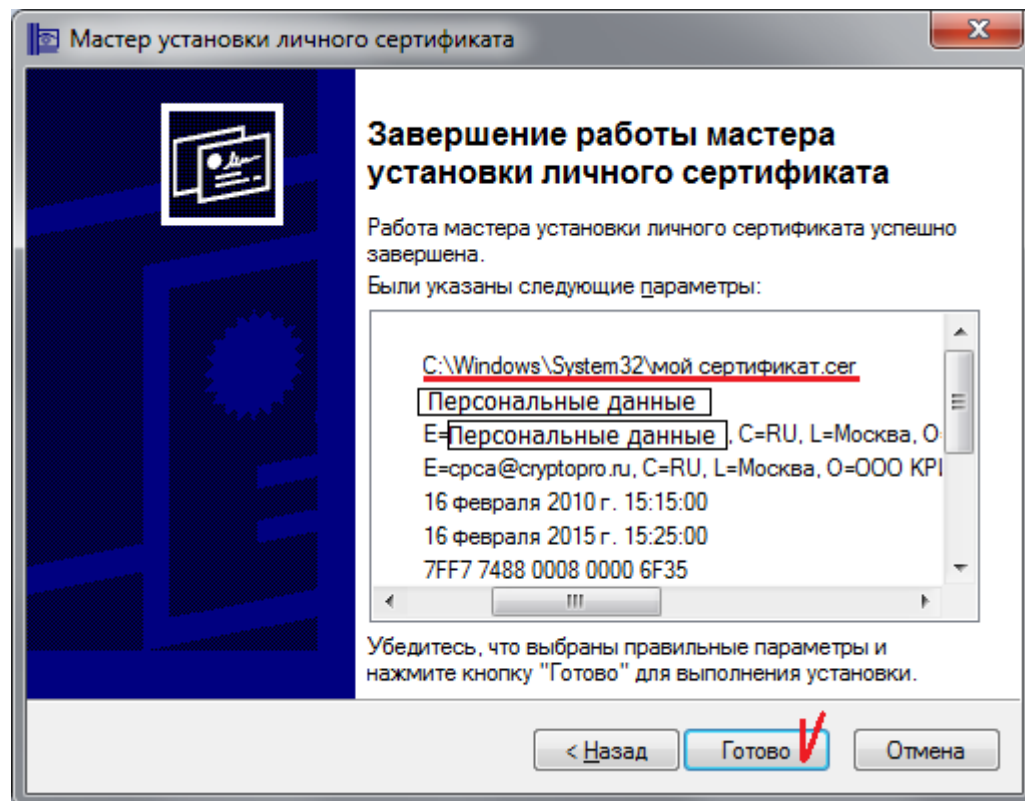 Мастер установки личного сертификата
Завершение работы мастера
установки личного сертификата
Работа мастера установки личного сертификата успешно
завершена.
Были указаны следующие параметры:
C:\Windows\System32\мой сертификат.cer
Персональные данные
E=Персональные данные , C=RU, L=Москва, O
E=cpca@cryptopro.ru, C=RU, L=Москва, O=ООО КРІ
16 февраля 2010 г. 15:15:00
16 февраля 2015 г. 15:25:00
7FF7 7488 0008 0000 6F35
Убедитесь, что выбраны правильные параметры и
нажмите кнопку "Готово" для выполнения установки.
< Назад Готово Отмена